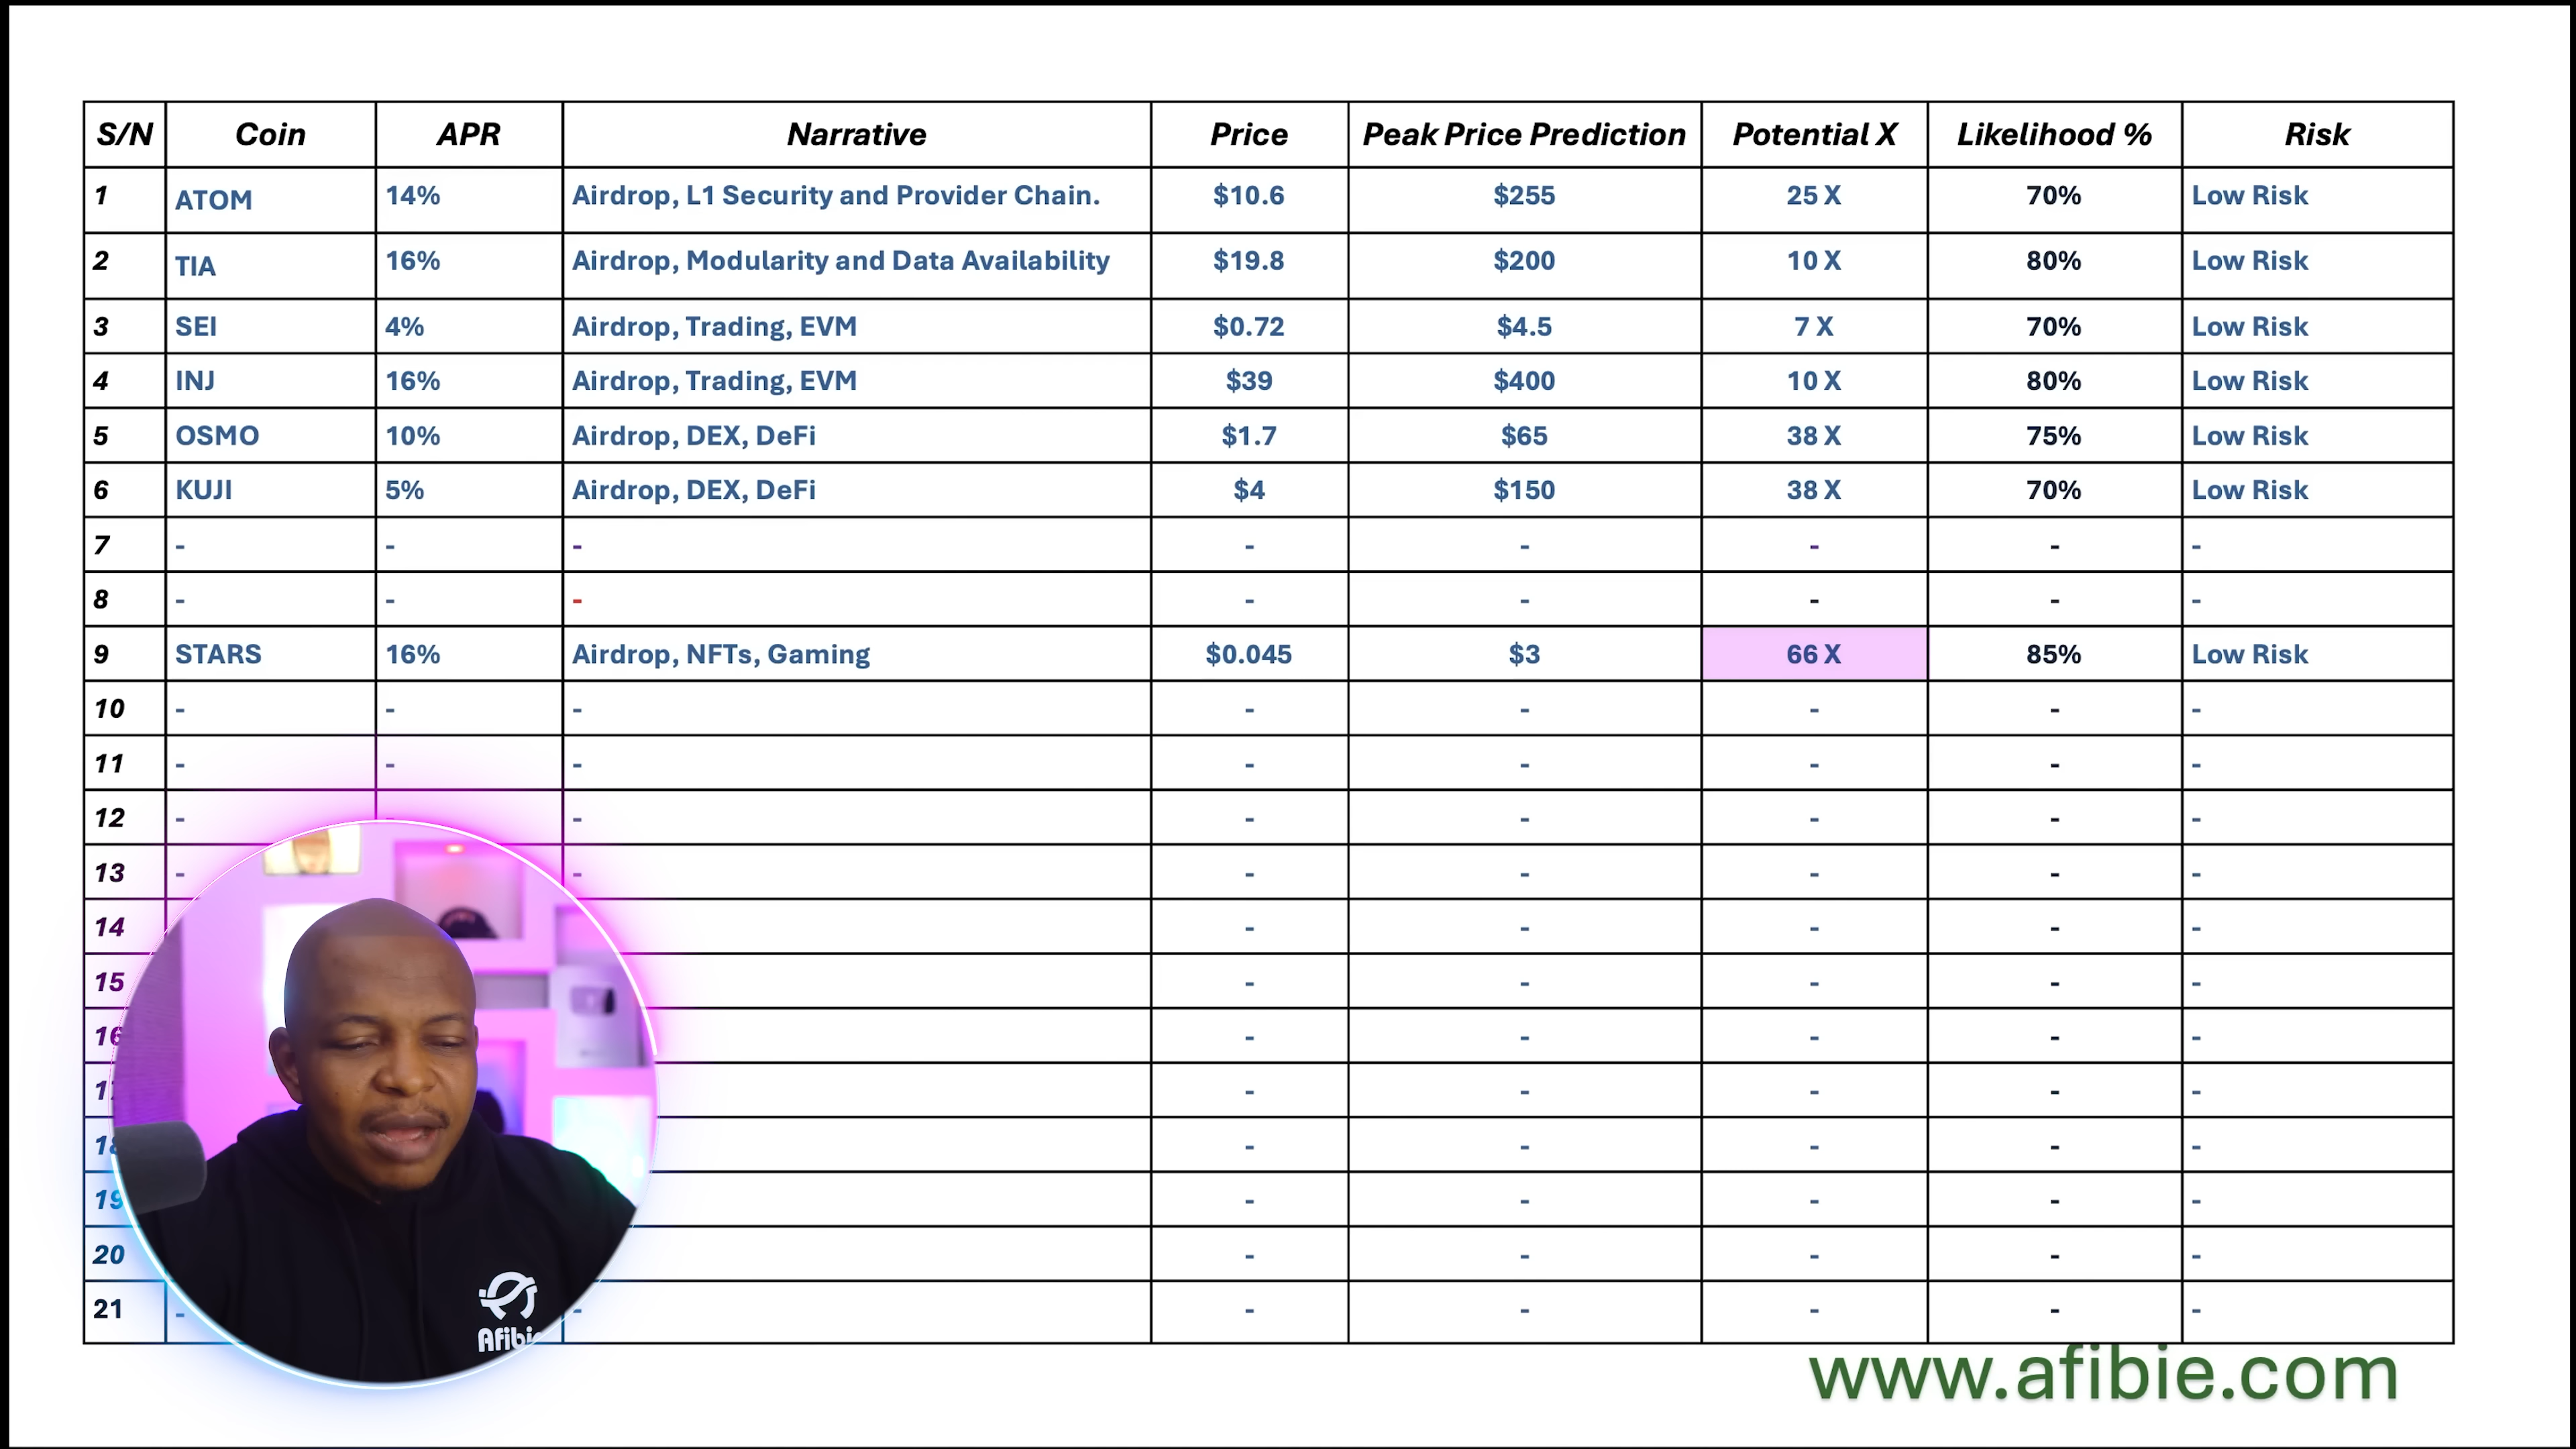 S/N Coin APR Narrative Price Peak Price Prediction Potential X Likelihood % Risk
1 ATOM 14% Airdrop, L1 Security and Provider Chain. $10.6 $255 25 X 70% Low Risk
2 TIA 16% Airdrop, Modularity and Data Availability $19.8 $200 10 X 80% Low Risk
3 SEI 4% Airdrop, Trading, EVM $0.72 $4.5 7 X 70% Low Risk
4 INJ 16% Airdrop, Trading, EVM $39 $400 10 X 80% Low Risk
5 OSMO 10% Airdrop, DEX, DeFi $1.7 $65 38 X 75% Low Risk
6 KUJI 5% Airdrop, DEX, DeFi $4 $150 38 X 70% Low Risk
7 - - - - - - - -
8 - - - - - - - -
9 STARS 16% Airdrop, NFTs, Gaming $0.045 $3 66 X 85% Low Risk
10 - - - - - - - -
11 - - - - - - - -
12 - - - - - - - -
13 - - - - - - -
14 - - - - -
15 - - - - -
16 - - - - -
- - - - -
18 - - - - -
19 - - - - -
20 - - - - -
21 - - - - - - -
Afibie
www.afibie.com